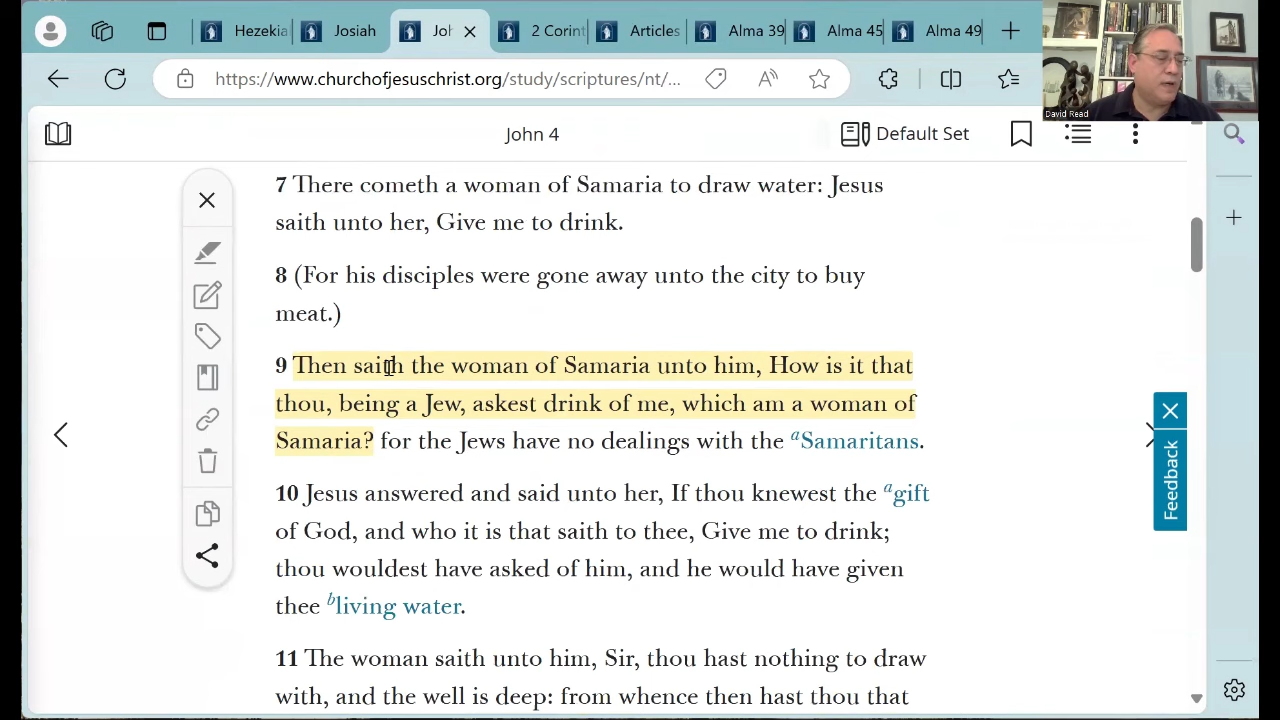 Hezekia
Josiah
Joh
2 Corint
Articles
Alma 39
Alma 45
Alma 49
https://www.churchofjesuschrist.org/study/scriptures/nt/...
David Read
John 4
Default Set
7 There cometh a woman of Samaria to draw water: Jesus
saith unto her, Give me to drink.
8 (For his disciples were gone away unto the city to buy
meat.)
9 Then saith the woman of Samaria unto him, How is it that
thou, being a Jew, askest drink of me, which am a woman of
Samaria? for the Jews have no dealings with the aSamaritans.
10 Jesus answered and said unto her, If thou knewest the agift
of God, and who it is that saith to thee, Give me to drink;
thou wouldest have asked of him, and he would have given
thee bliving water.
11 The woman saith unto him, Sir, thou hast nothing to draw
with, and the well is deep: from whence then hast thou that
Feedback